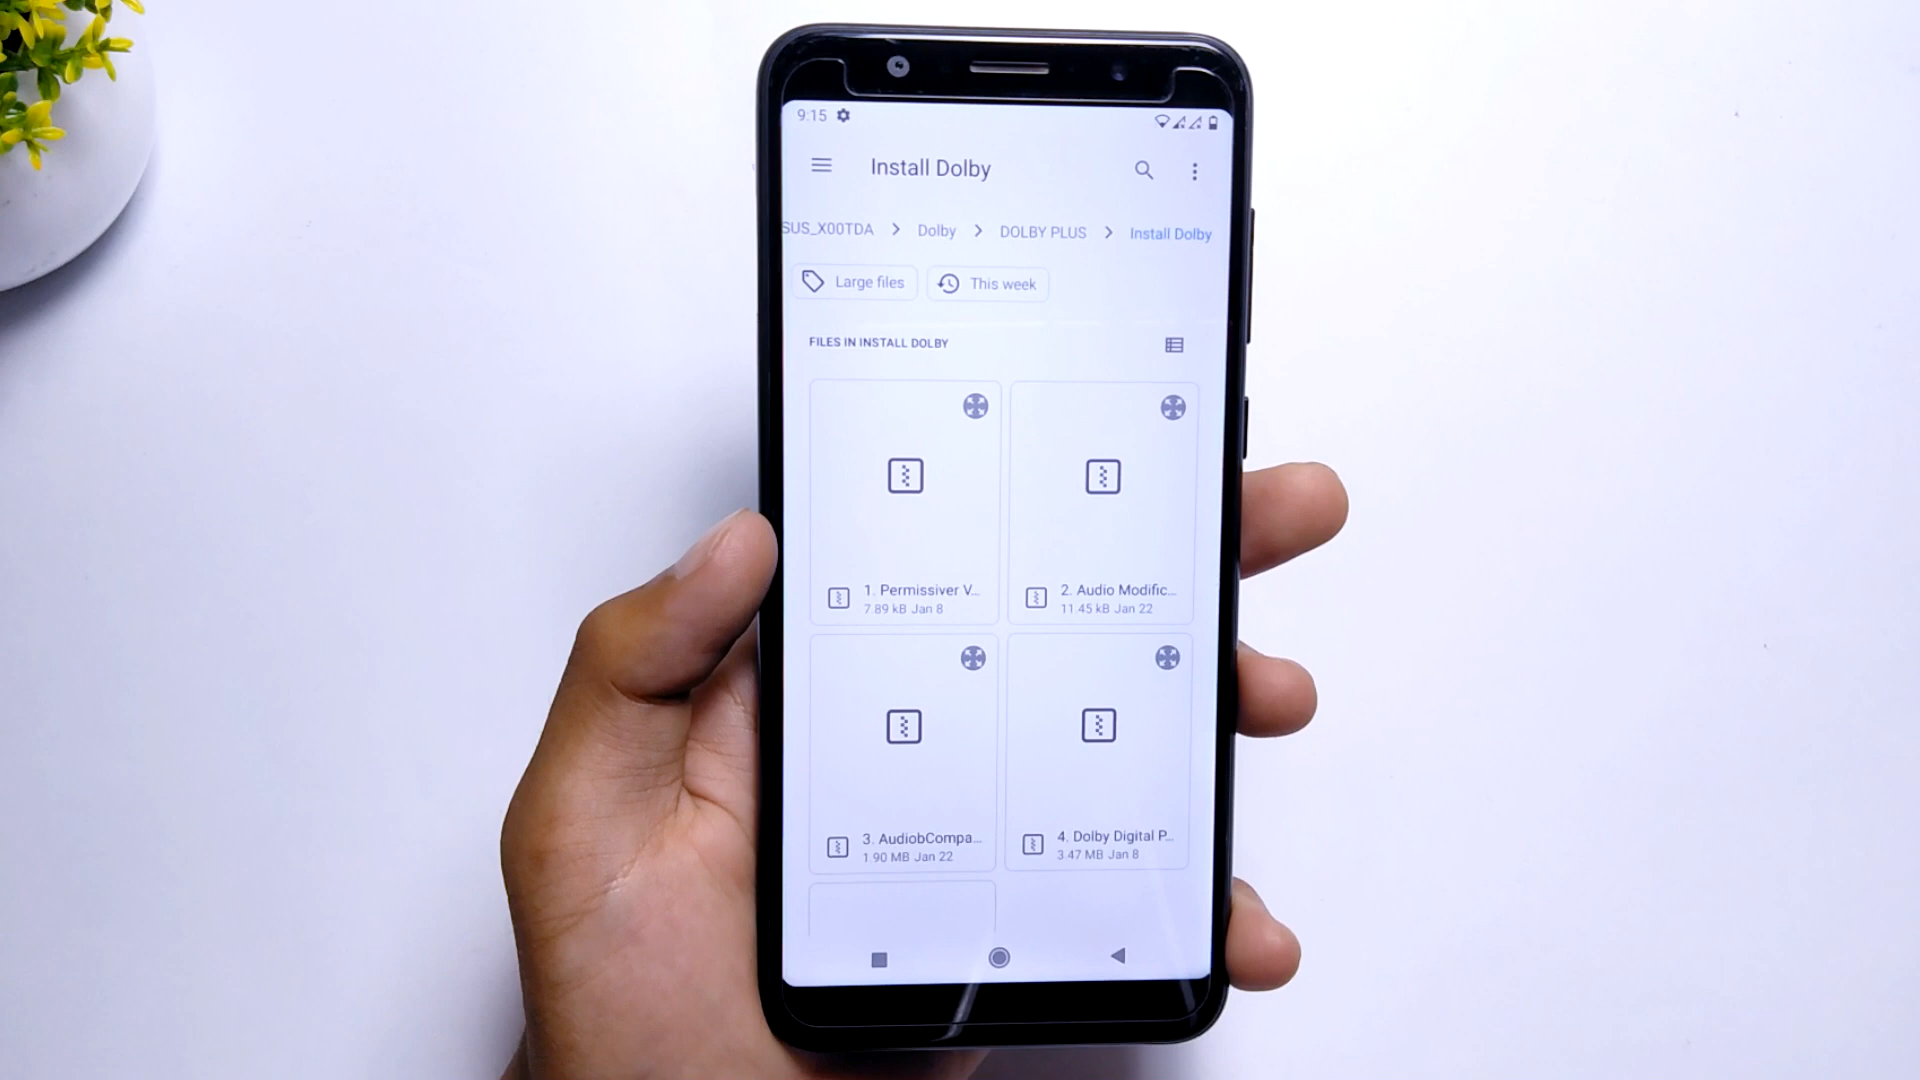 9:15
Install Dolby
SUS_X00TDA > Dolby > DOLBY PLUS > Install Dolby
Large files This week
FILES IN INSTALL DOLBY
1. Permissiver V...
7.89 kB Jan 8
2. Audio Modific...
11.45 kB Jan 22
3. AudiobCompa...
1.90 MB Jan 22
4. Dolby Digital P...
3.47 MB Jan 8